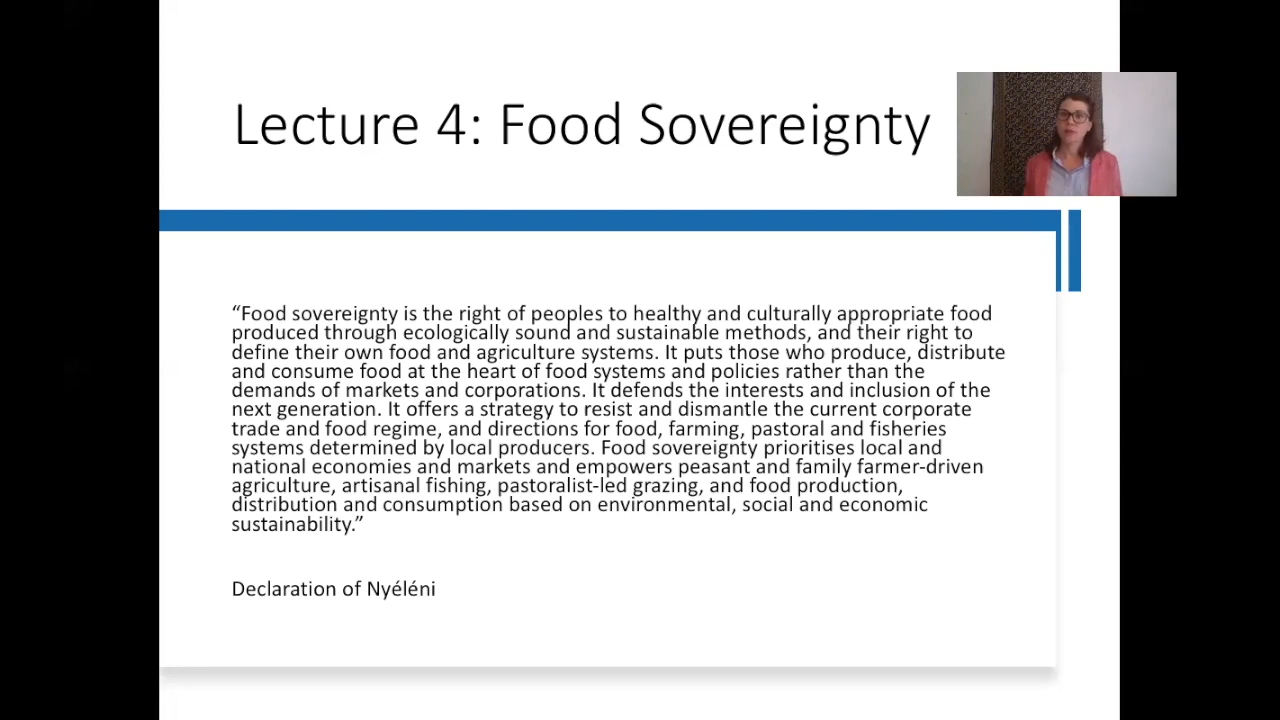 Lecture 4: Food Sovereignty
“Food sovereignty is the right of peoples to healthy and culturally appropriate food
produced through ecologically sound and sustainable methods, and their right to
define their own food and agriculture systems. It puts those who produce, distribute
and consume food at the heart of food systems and policies rather than the
demands of markets and corporations. It defends the interests and inclusion of the
next generation. It offers a strategy to resist and dismantle the current corporate
trade and food regime, and directions for food, farming, pastoral and fisheries
systems determined by local producers. Food sovereignty prioritises local and
national economies and markets and empowers peasant and family farmer-driven
agriculture, artisanal fishing, pastoralist-led grazing, and food production,
distribution and consumption based on environmental, social and economic
sustainability.”
Declaration of Nyéléni